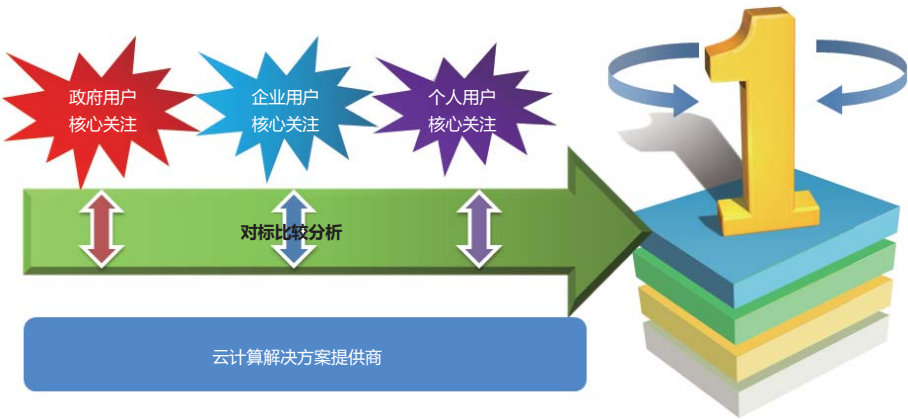 政府用户
核心关注
企业用户
核心关注
个人用户
核心关注
1
对标比较分析
云计算解决方案提供商